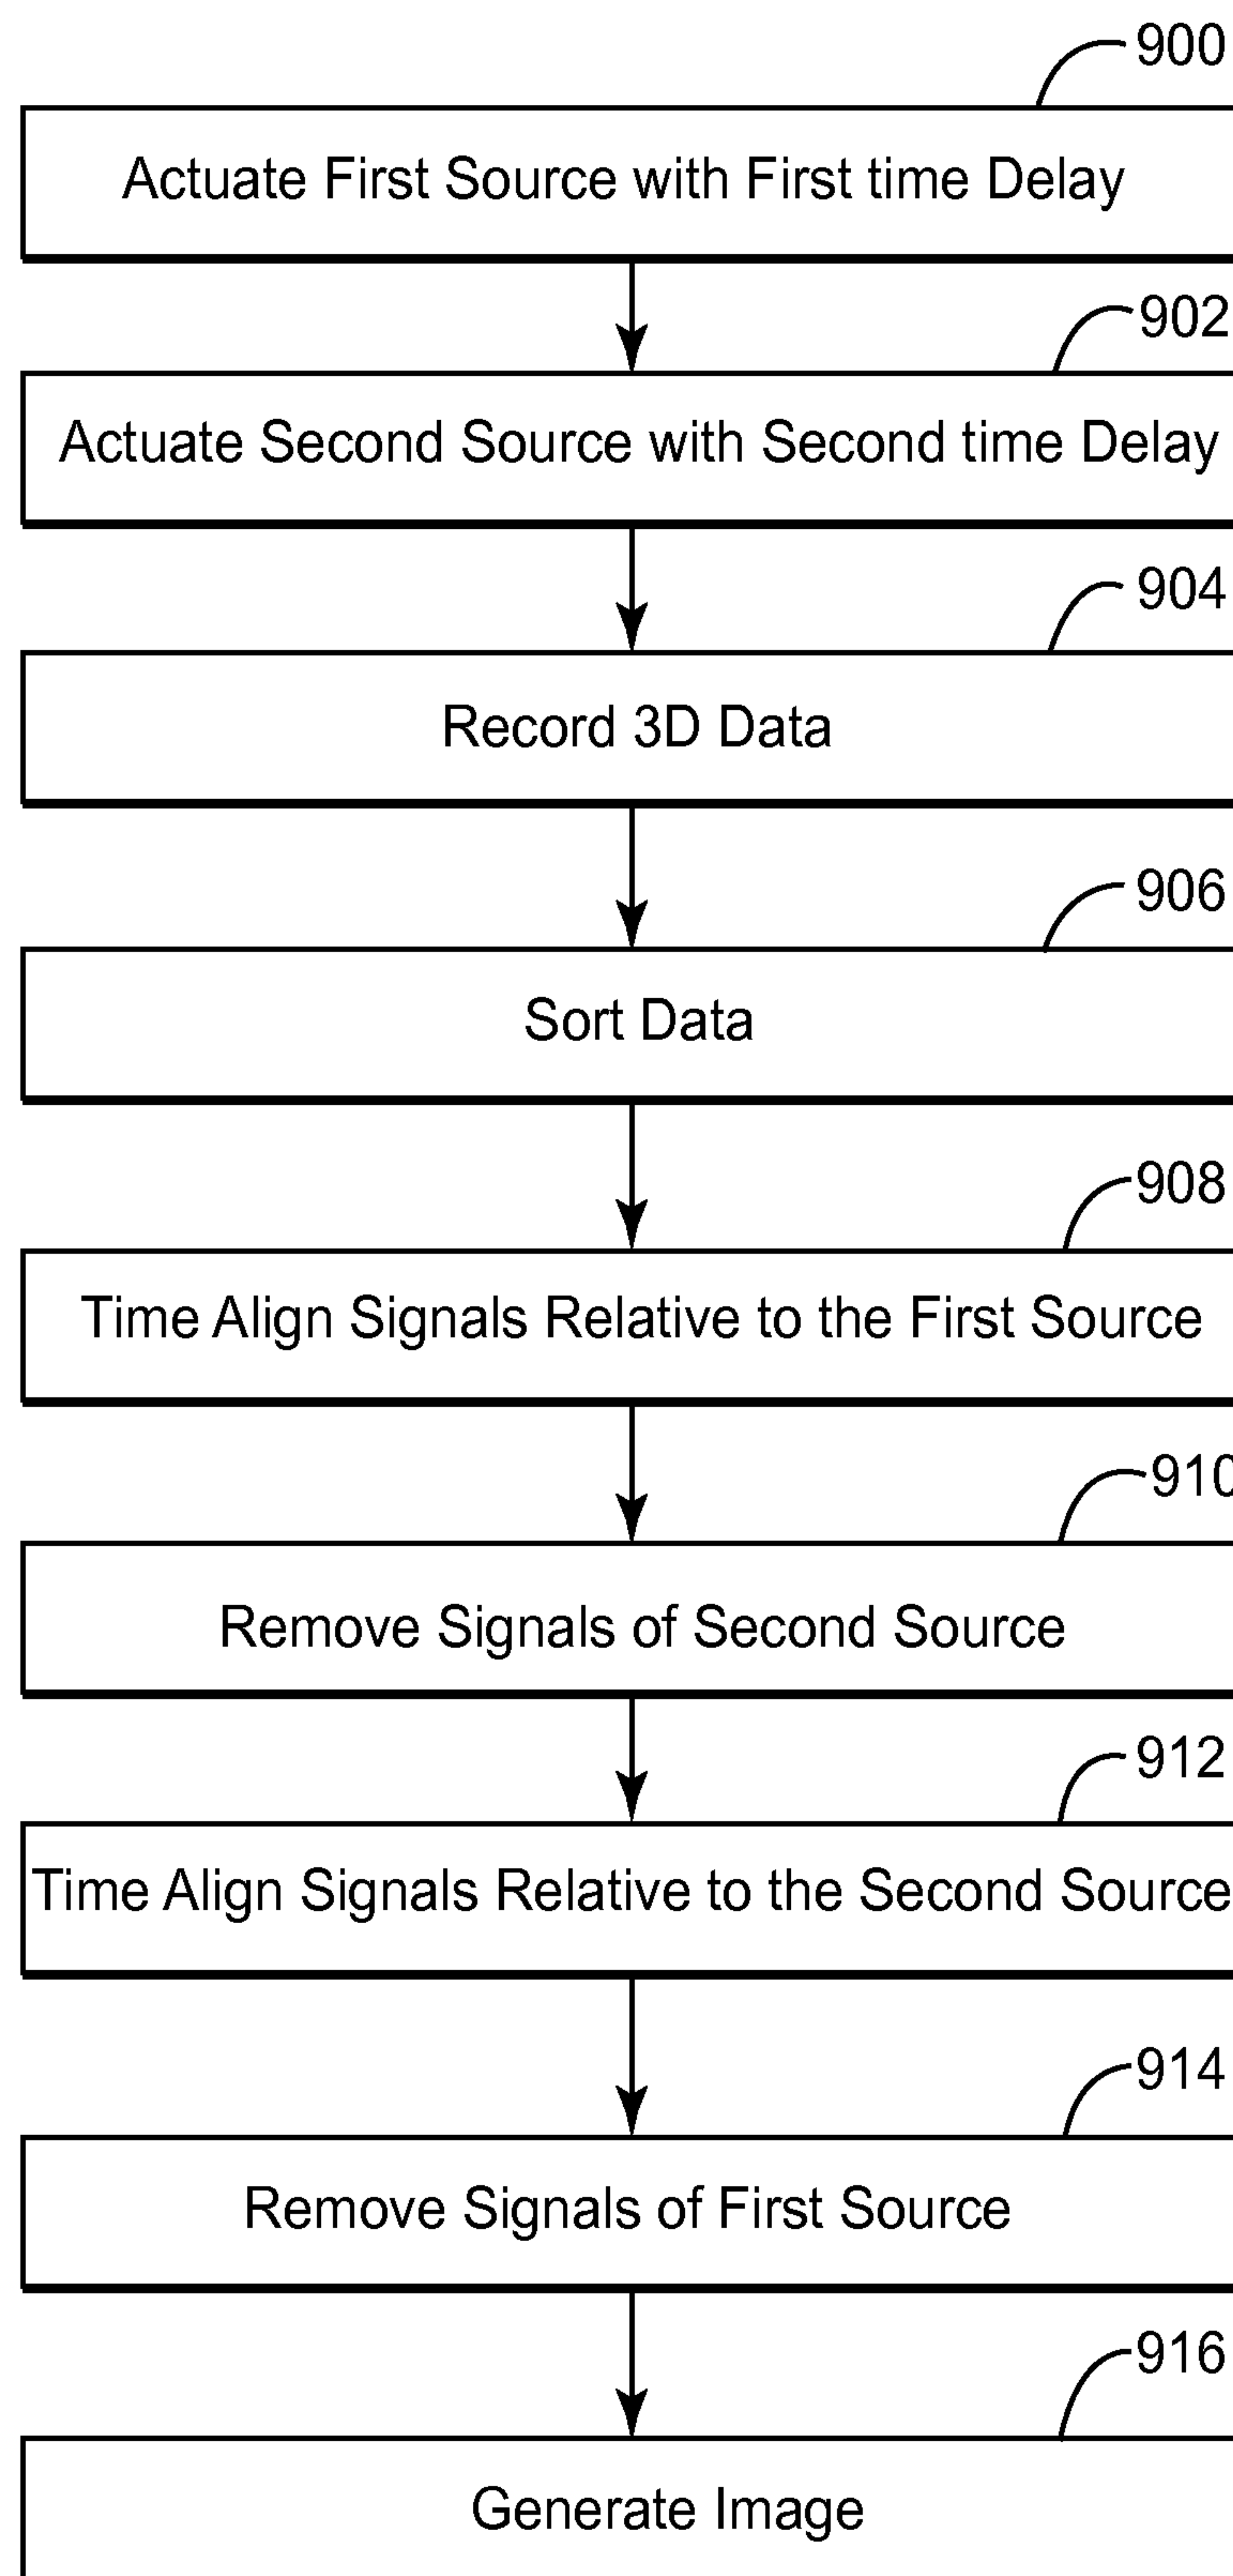 900
Actuate First Source with First time Delay
902
Actuate Second Source with Second time Delay
904
Record 3D Data
906
Sort Data
908
Time Align Signals Relative to the First Source
910
Remove Signals of Second Source
912
Time Align Signals Relative to the Second Source
914
Remove Signals of First Source
916
Generate Image